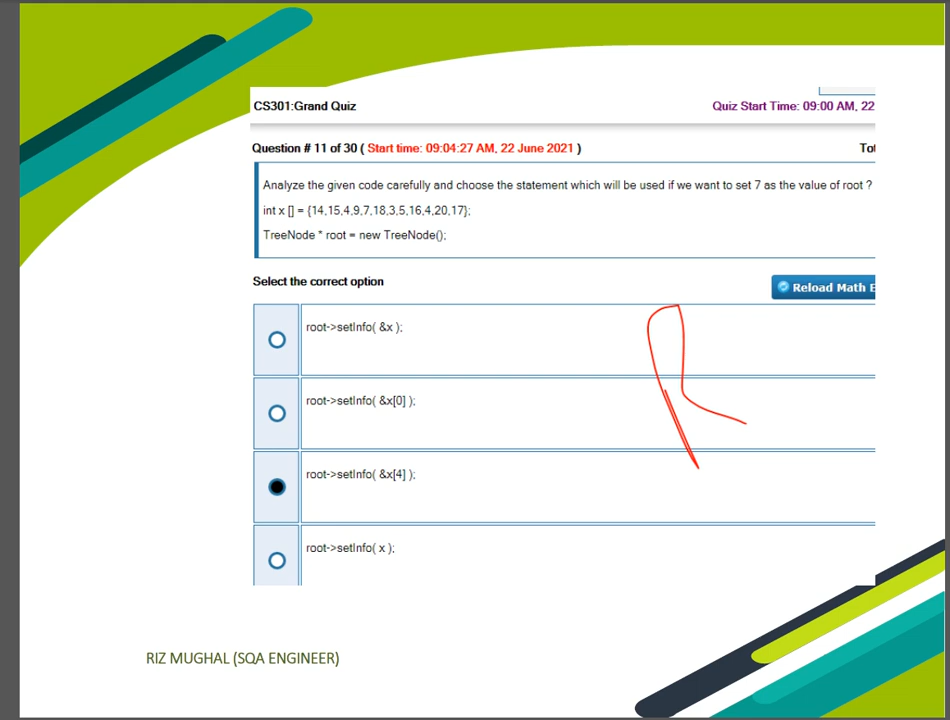 CS301:Grand Quiz
Quiz Start Time: 09:00 AM, 22
Question # 11 of 30 ( Start time: 09:04:27 AM, 22 June 2021 )
Tot
Analyze the given code carefully and choose the statement which will be used if we want to set 7 as the value of root ?
int x [] = {14,15,4,9,7,18,3,5,16,4,20,17};
TreeNode * root = new TreeNode();
Select the correct option
Reload Math E
root->setInfo( &x );
root->setInfo( &x[0] );
root->setInfo( &x[4] );
root->setInfo( x );
RIZ MUGHAL (SQA ENGINEER)